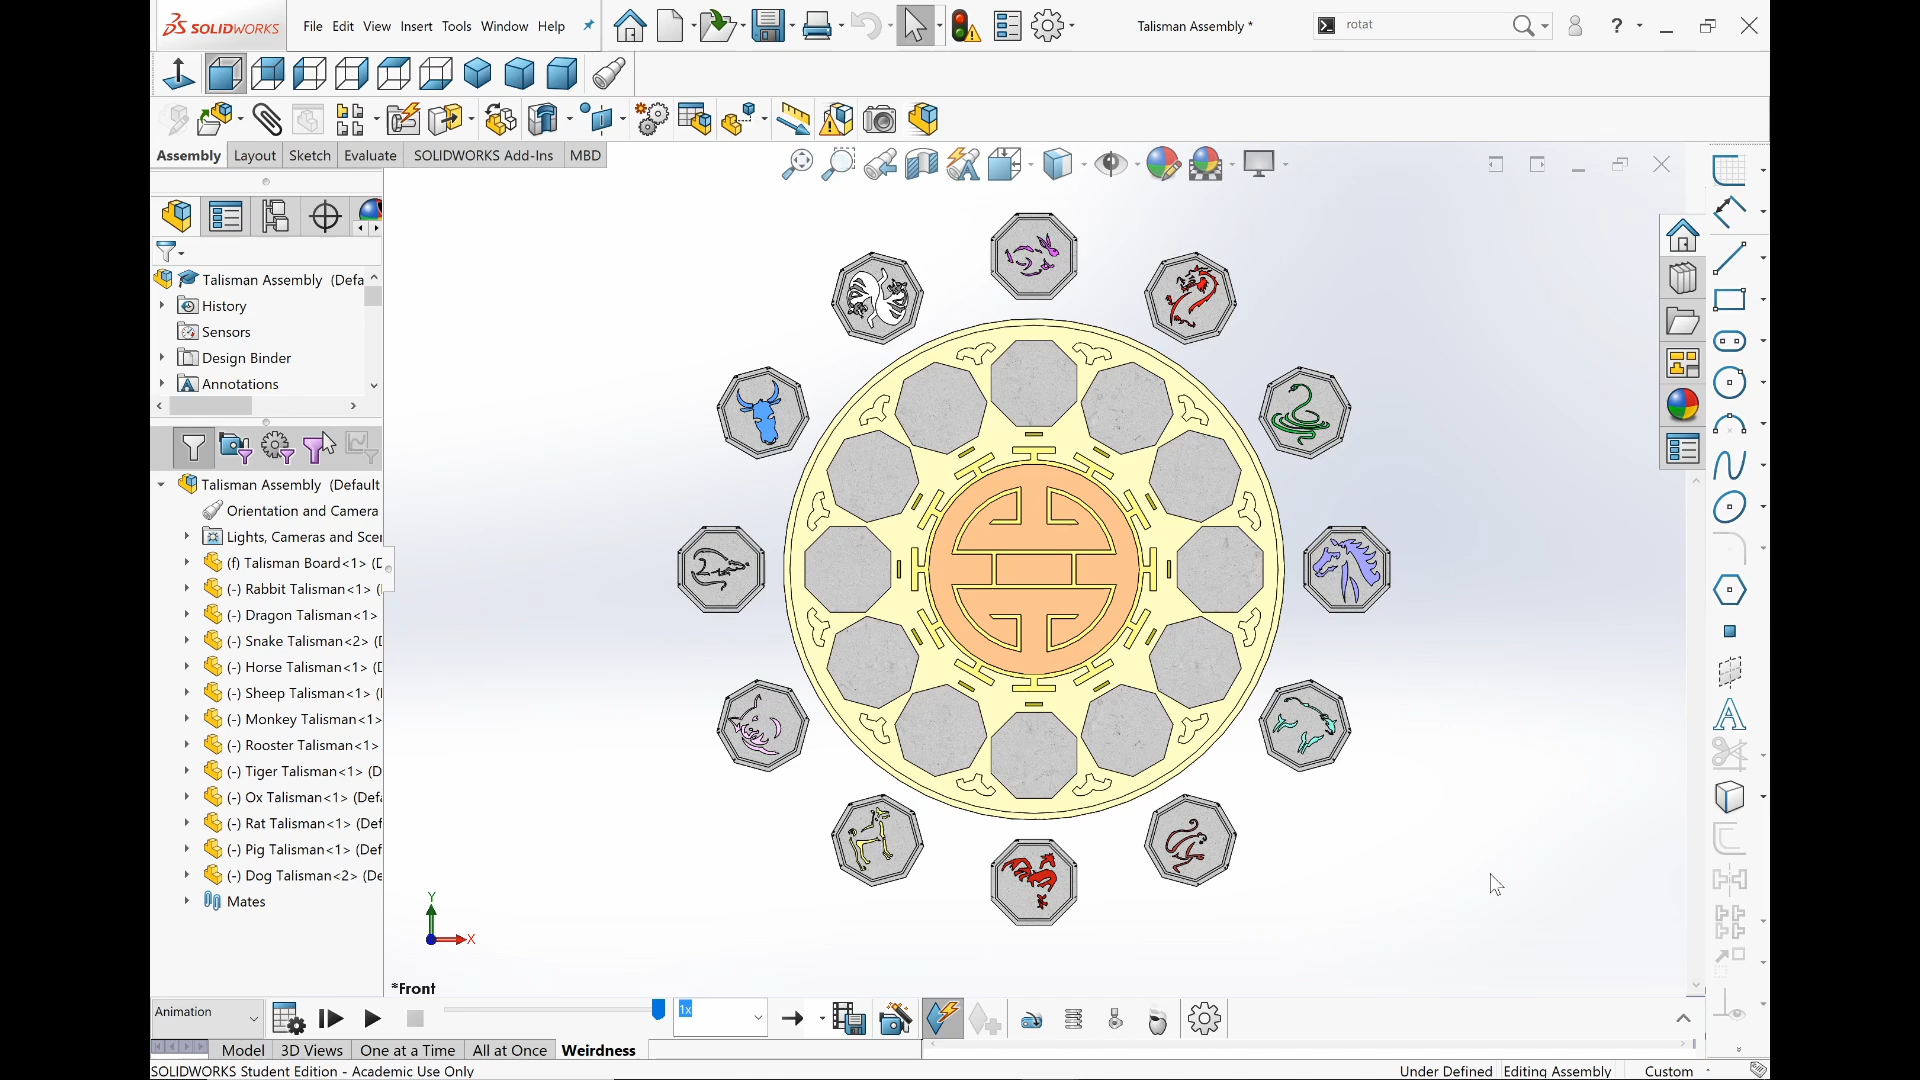 SOLIDWORKS
File Edit View Insert Tools Window Help
Talisman Assembly *
rotat
?
Assembly Layout Sketch Evaluate SOLIDWORKS Add-Ins MBD
Talisman Assembly (Defa
History
Sensors
Design Binder
Annotations
Talisman Assembly (Default
Orientation and Camera
Lights, Cameras and Sce
(f) Talisman Board<1> (D
(-) Rabbit Talisman<1> (
(-) Dragon Talisman<1>
(-) Snake Talisman<2> (D
(-) Horse Talisman<1> (D
(-) Sheep Talisman<1> (
(-) Monkey Talisman<1>
(-) Rooster Talisman<1>
(-) Tiger Talisman<1> (D
(-) Ox Talisman<1> (Defa
(-) Rat Talisman<1> (Def
(-) Pig Talisman<1> (Def
(-) Dog Talisman<2> (De
Mates
Y
X
*Front
Animation
1x
Model 3D Views One at a Time All at Once Weirdness
SOLIDWORKS Student Edition - Academic Use Only
Under Defined Editing Assembly Custom